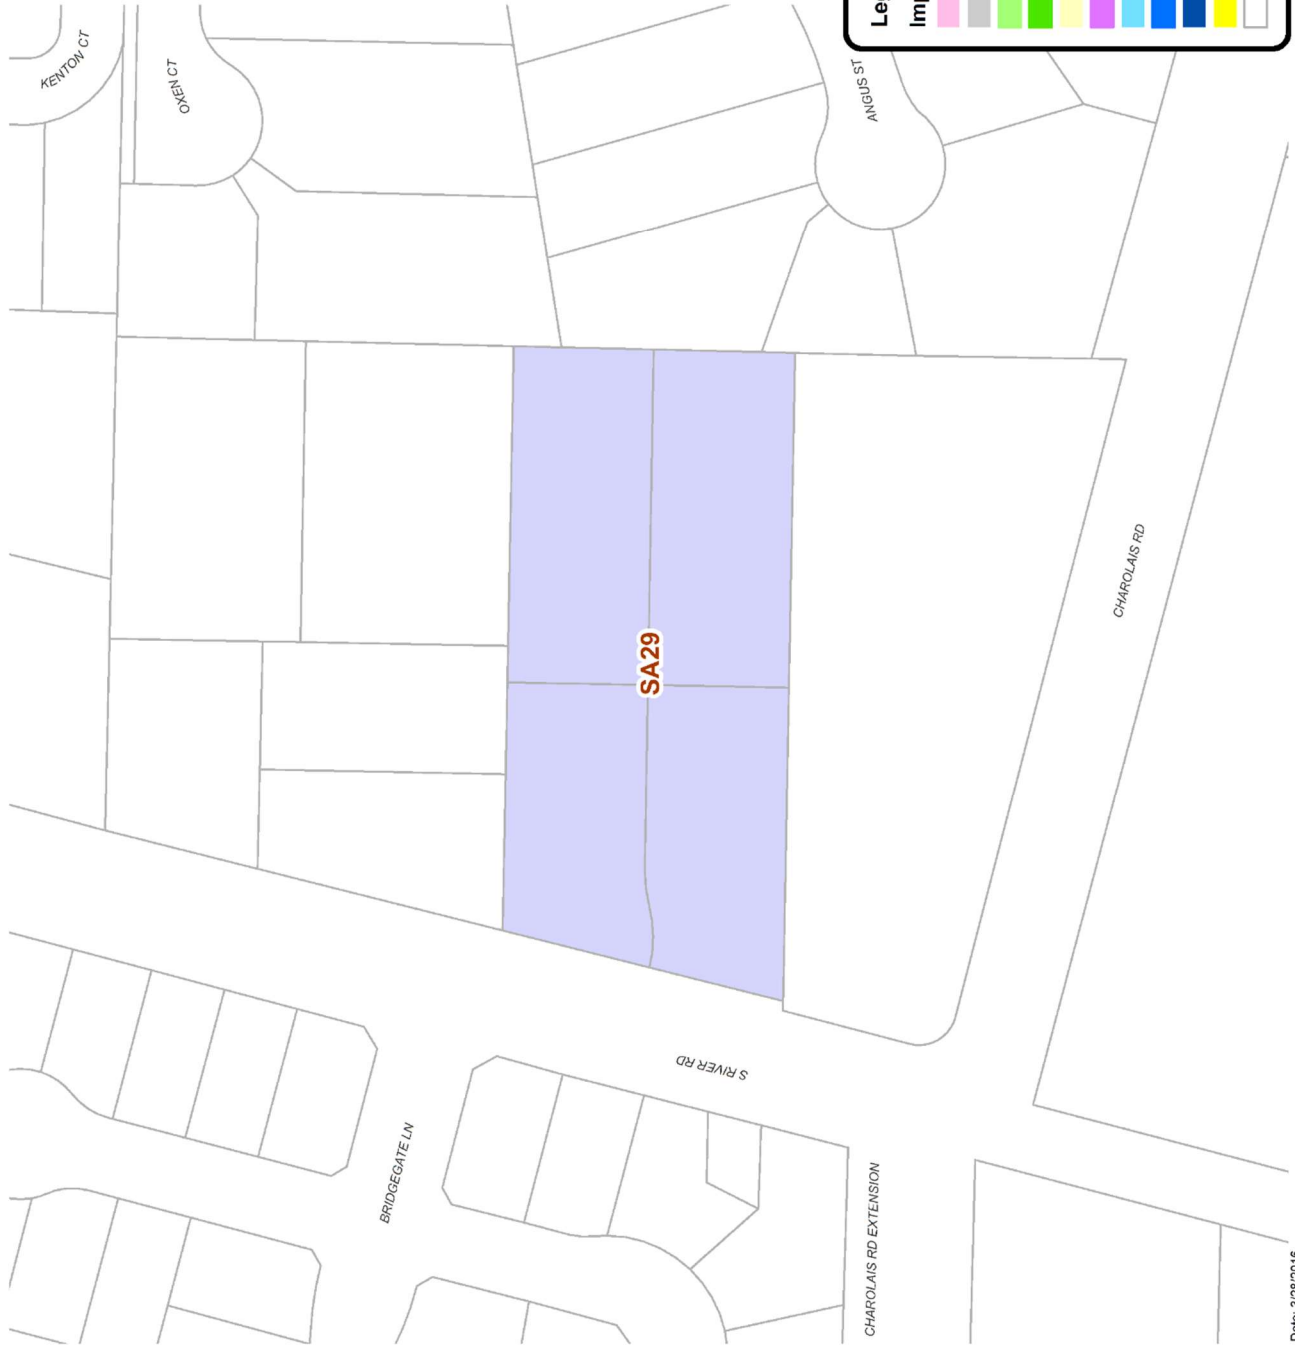 KENTON CT
OXEN CT
ANGUS ST
SA29
CHAROLAIS RD
S RIVER RD
BRIDGEGATE LN
CHAROLAIS RD EXTENSION